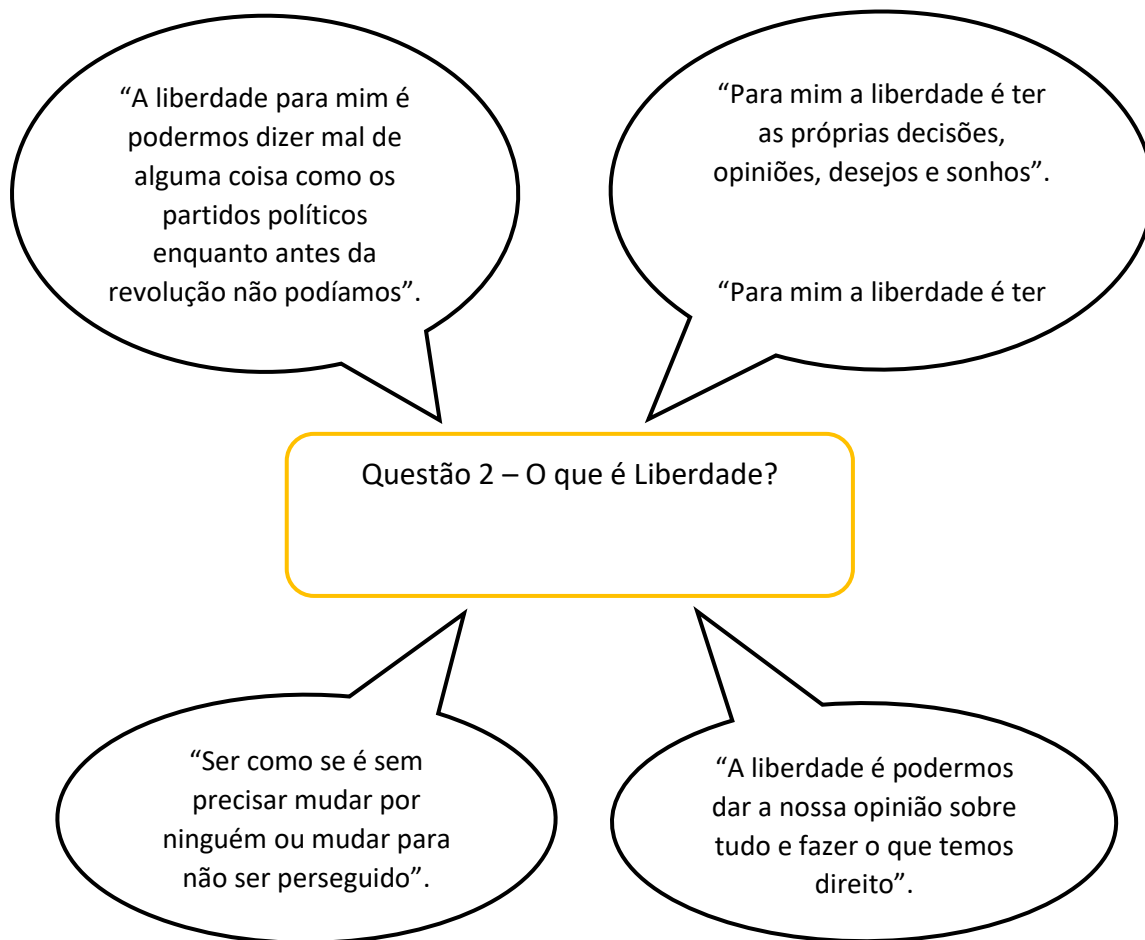 “A liberdade para mim é
podermos dizer mal de
alguma coisa como os
partidos políticos
enquanto antes da
revolução não podíamos”.
“Para mim a liberdade é ter
as próprias decisões,
opiniões, desejos e sonhos”.
“Para mim a liberdade é ter
Questão 2 – O que é Liberdade?
“Ser como se é sem
precisar mudar por
ninguém ou mudar para
não ser perseguido”.
“A liberdade é podermos
dar a nossa opinião sobre
tudo e fazer o que temos
direito”.